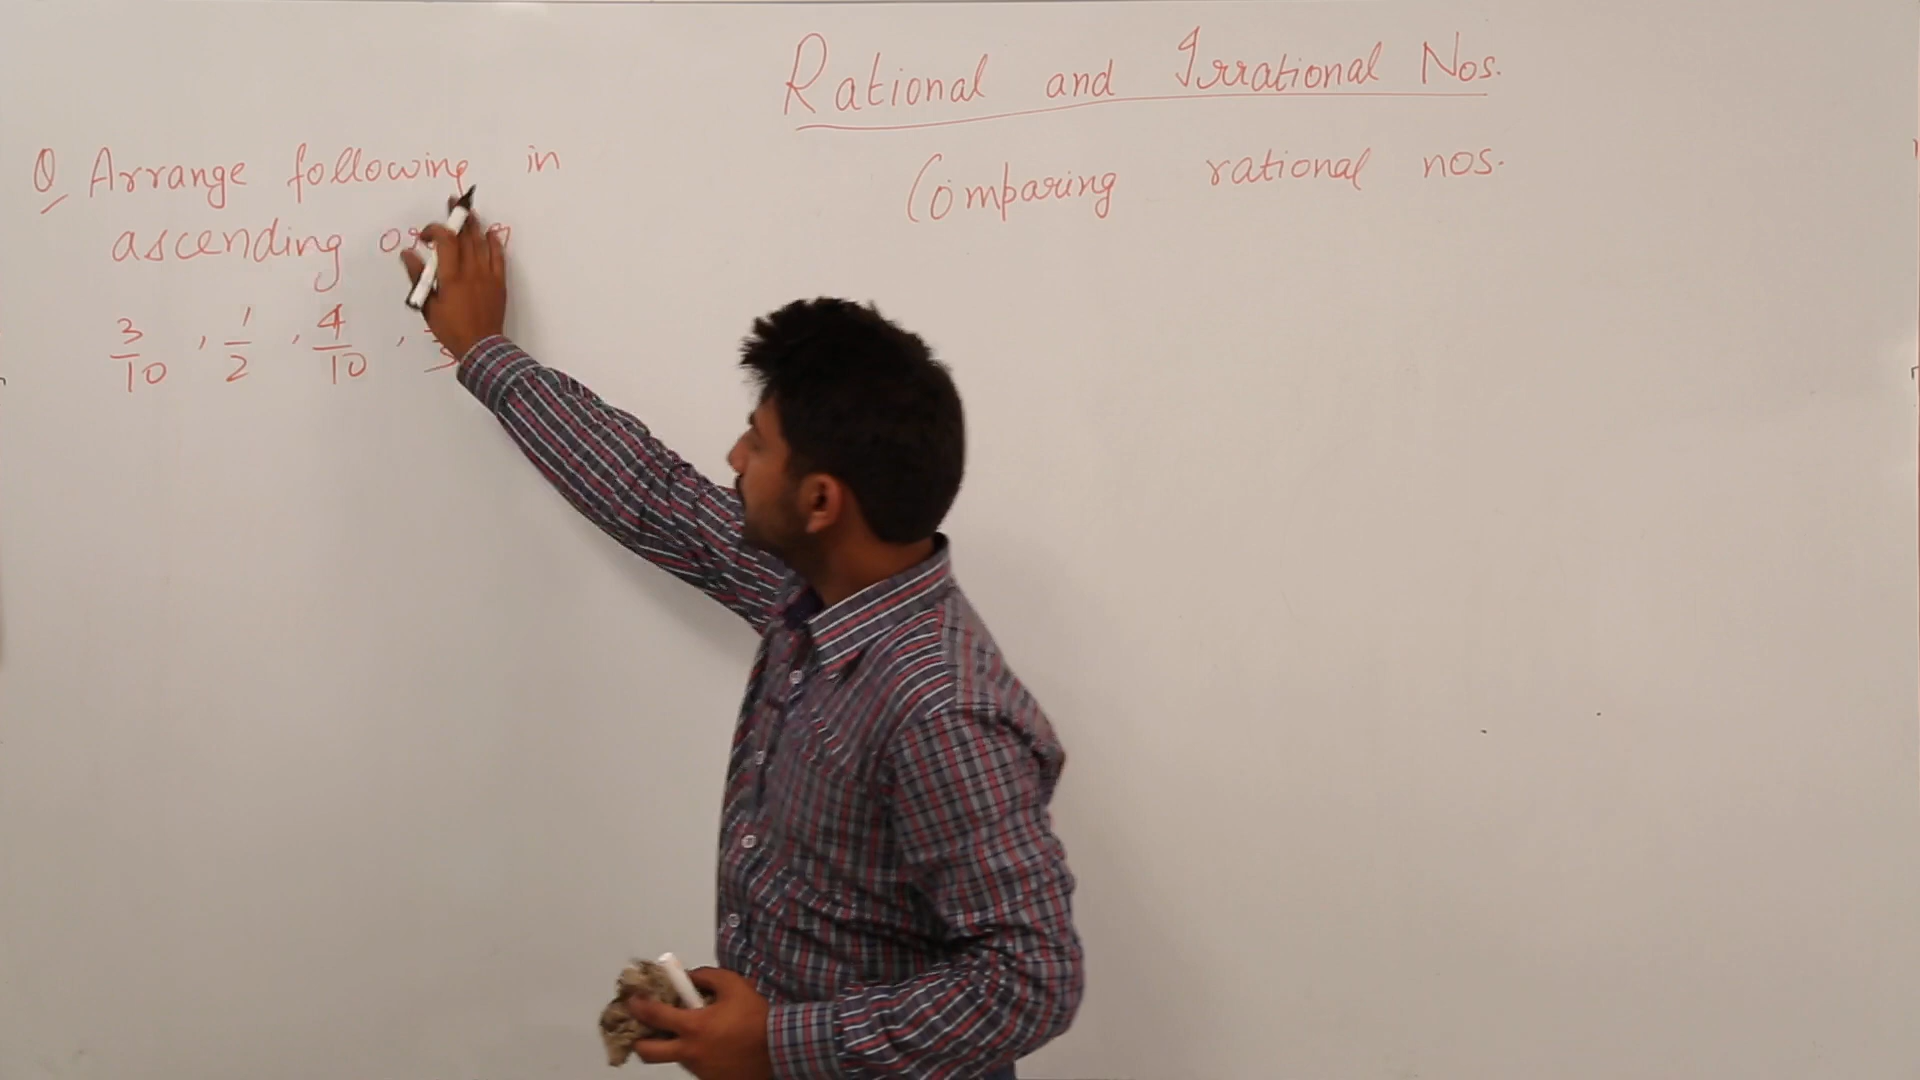 Rational and Irrational Nos.
Comparing rational nos.
Q Arrange following in
ascending
3/10 , 1/2 , 4/10 ,